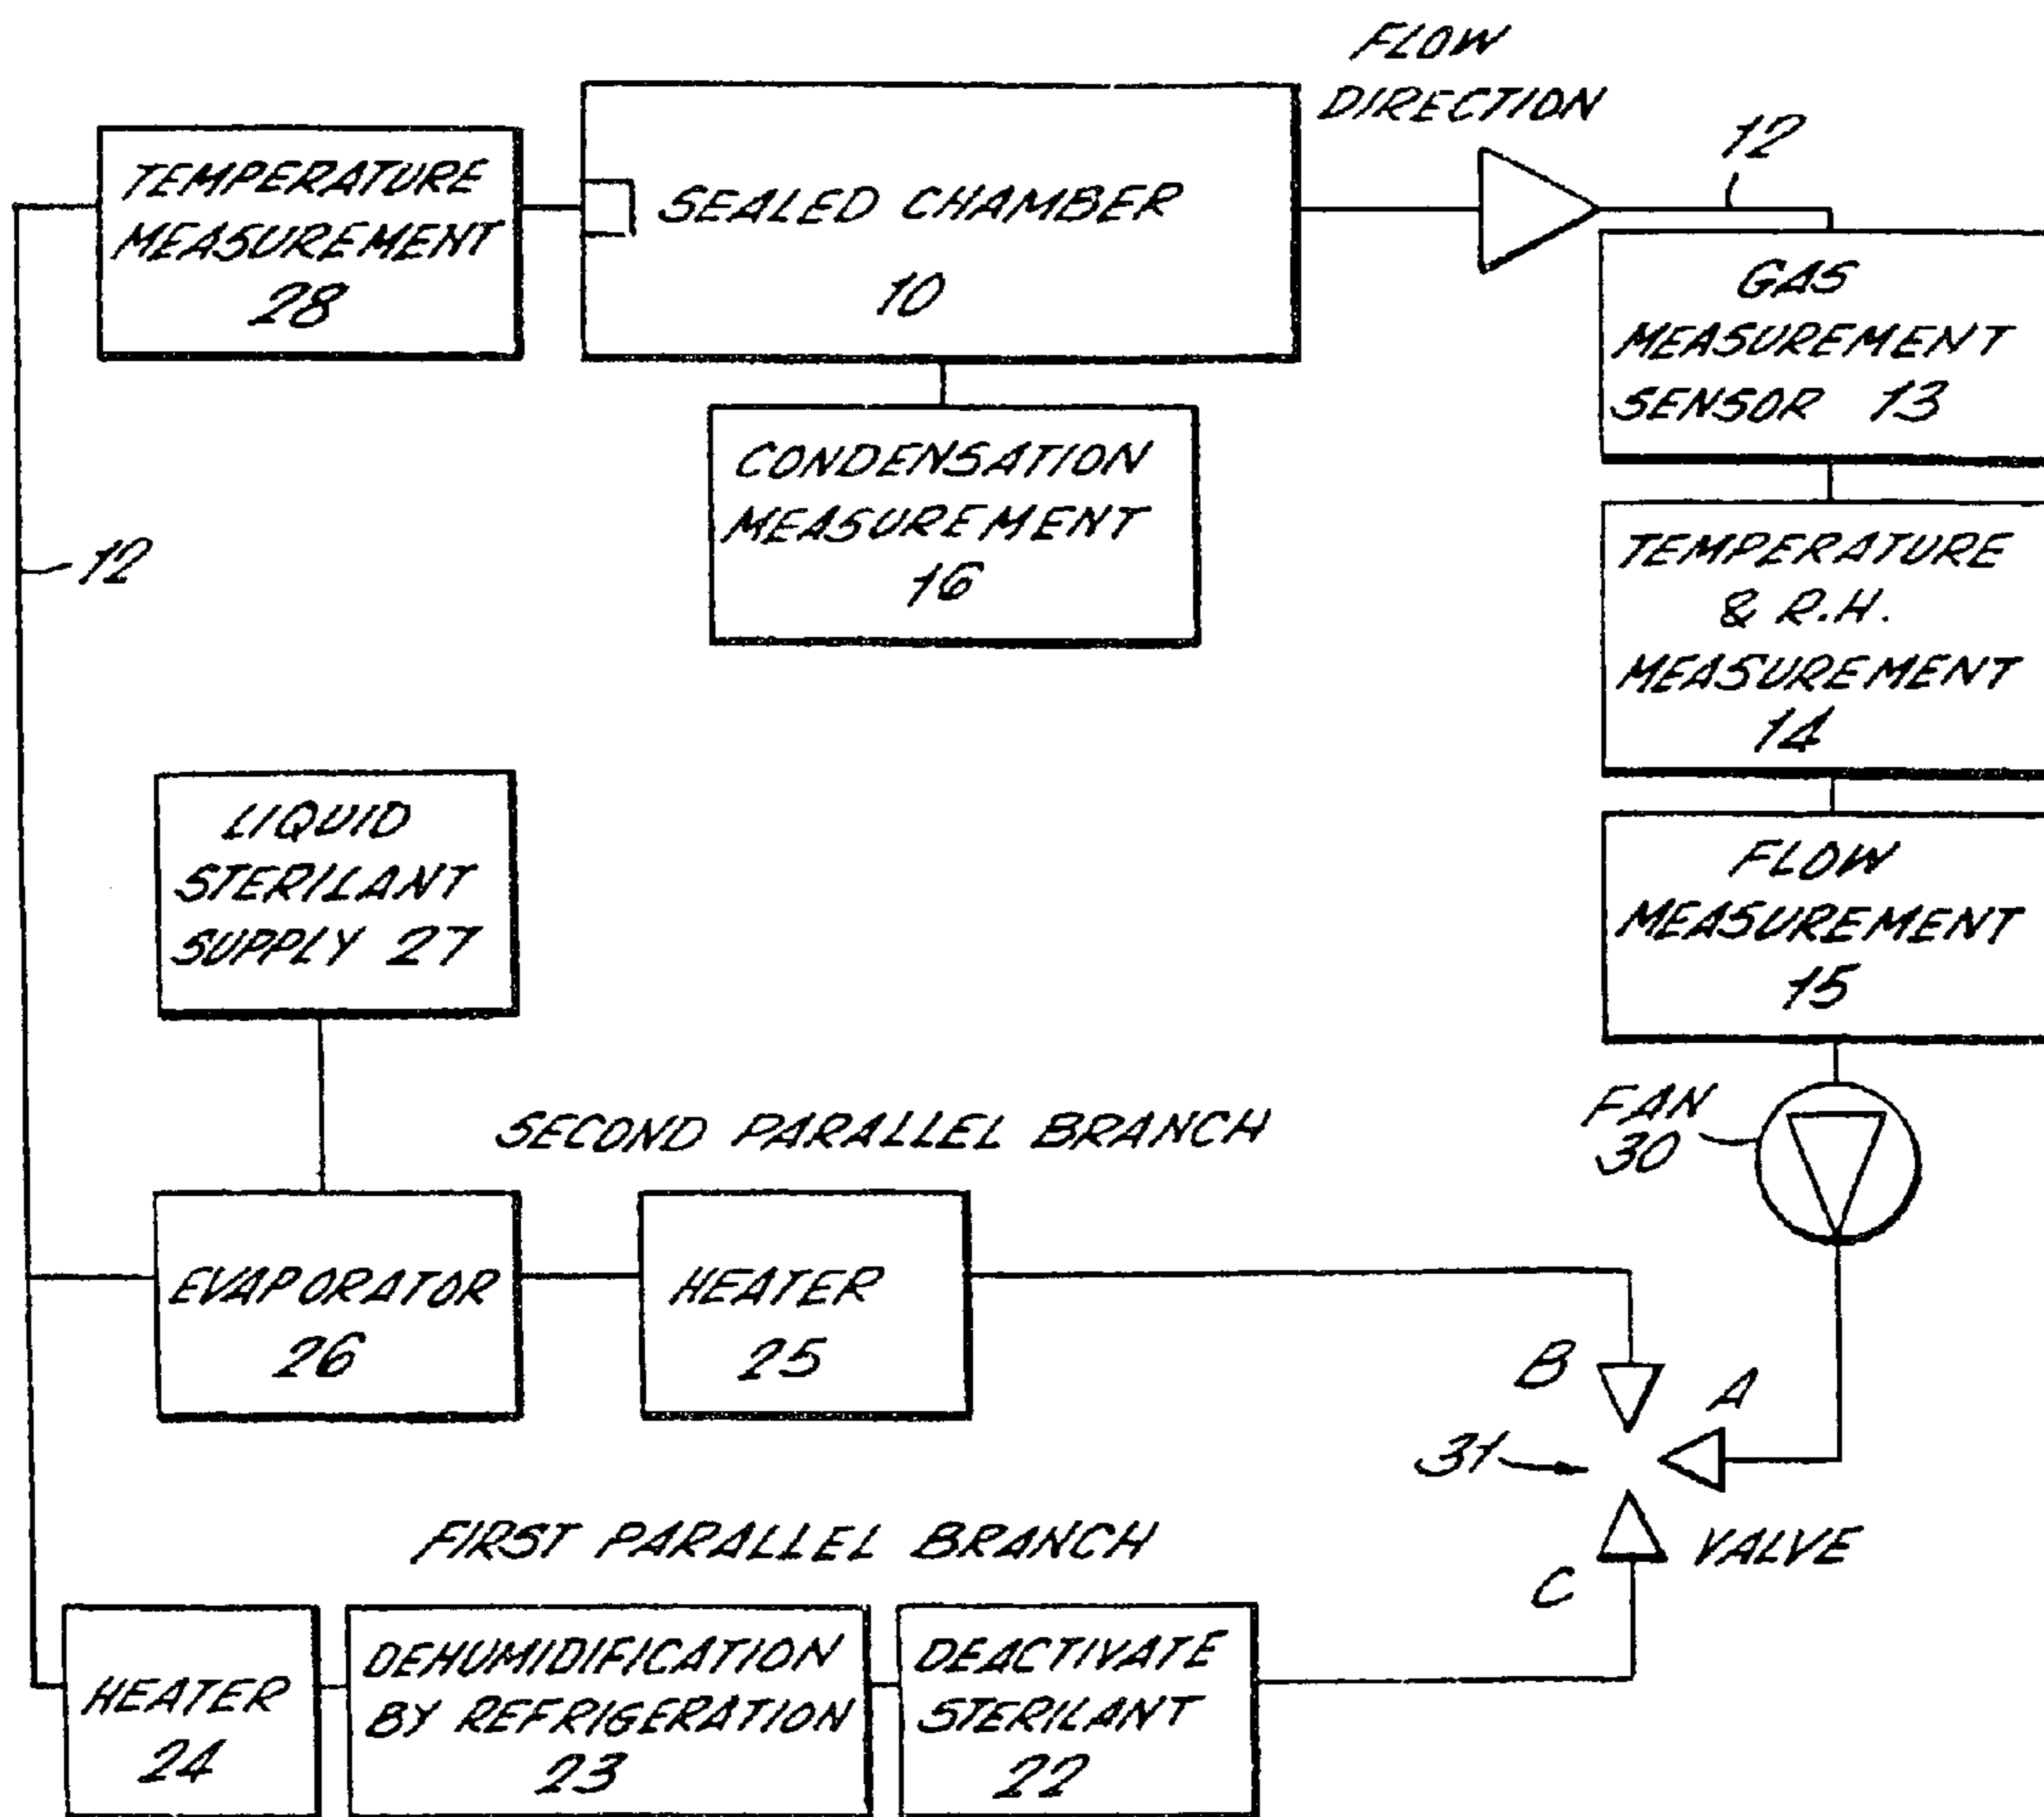 FLOW
DIRECTION
12
TEMPERATURE
MEASUREMENT
28
SEALED CHAMBER
10
GAS
MEASUREMENT
SENSOR 13
CONDENSATION
MEASUREMENT
16
12
TEMPERATURE
& R.H.
MEASUREMENT
14
LIQUID
STERILANT
SUPPLY 27
FLOW
MEASUREMENT
15
FAN
30
SECOND PARALLEL BRANCH
EVAPORATOR
26
HEATER
25
B
A
31
C
VALVE
FIRST PARALLEL BRANCH
HEATER
24
DEHUMIDIFICATION
BY REFRIGERATION
23
DEACTIVATE
STERILANT
22